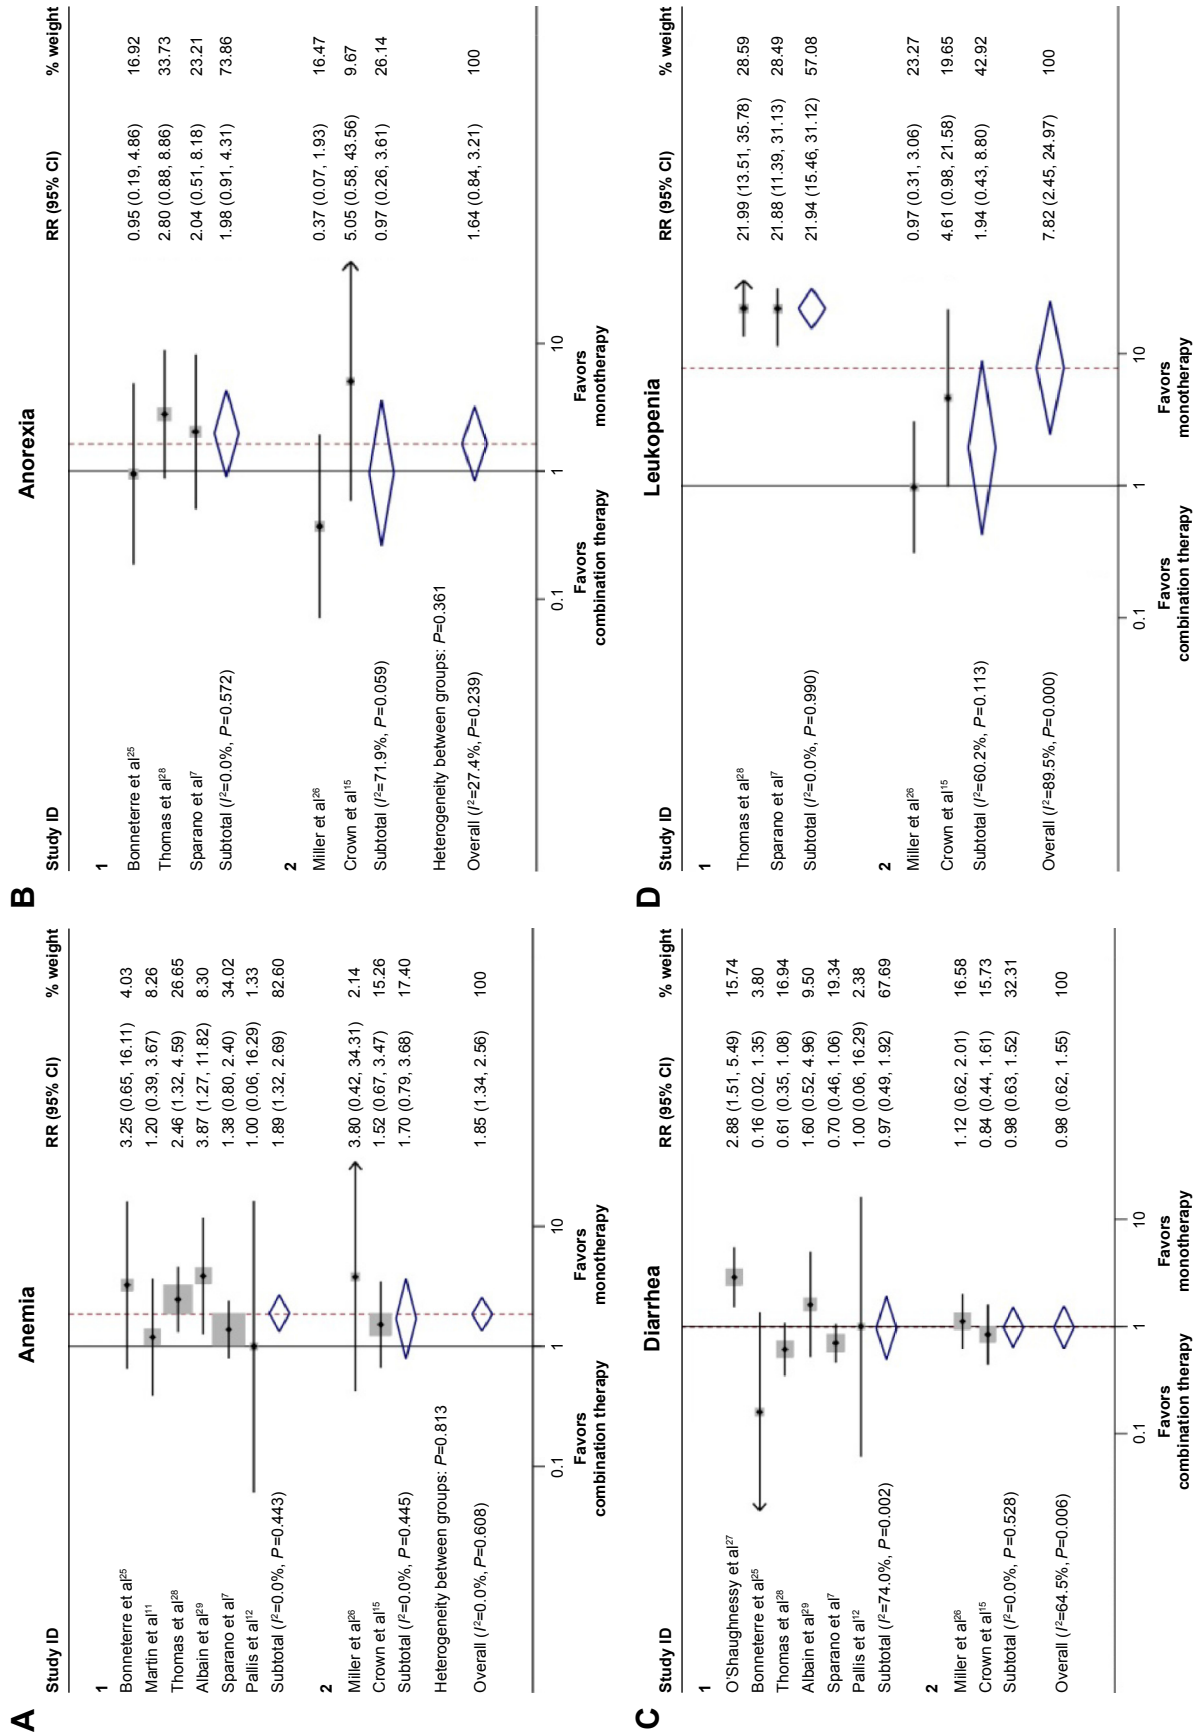 A
Anemia
Study ID RR (95% CI) % weight
1
Bonneterre et al25 3.25 (0.65, 16.11) 4.03
Martin et al11 1.20 (0.39, 3.67) 8.26
Thomas et al28 2.46 (1.32, 4.59) 26.65
Albain et al29 3.87 (1.27, 11.82) 8.30
Sparano et al7 1.38 (0.80, 2.40) 34.02
Pallis et al12 1.00 (0.06, 16.29) 1.33
Subtotal (I2=0.0%, P=0.443) 1.89 (1.32, 2.69) 82.60
2
Miller et al26 3.80 (0.42, 34.31) 2.14
Crown et al15 1.52 (0.67, 3.47) 15.26
Subtotal (I2=0.0%, P=0.445) 1.70 (0.79, 3.68) 17.40
Heterogeneity between groups: P=0.813
Overall (I2=0.0%, P=0.608) 1.85 (1.34, 2.56) 100
0.1 1 10
Favors Favors
combination therapy monotherapy
B
Anorexia
Study ID RR (95% CI) % weight
1
Bonneterre et al25 0.95 (0.19, 4.86) 16.92
Thomas et al28 2.80 (0.88, 8.86) 33.73
Sparano et al7 2.04 (0.51, 8.18) 23.21
Subtotal (I2=0.0%, P=0.572) 1.98 (0.91, 4.31) 73.86
2
Miller et al26 0.37 (0.07, 1.93) 16.47
Crown et al15 5.05 (0.58, 43.56) 9.67
Subtotal (I2=71.9%, P=0.059) 0.97 (0.26, 3.61) 26.14
Heterogeneity between groups: P=0.361
Overall (I2=27.4%, P=0.239) 1.64 (0.84, 3.21) 100
0.1 1 10
Favors Favors
combination therapy monotherapy
C
Diarrhea
Study ID RR (95% CI) % weight
1
O'Shaughnessy et al27 2.88 (1.51, 5.49) 15.74
Bonneterre et al25 0.16 (0.02, 1.35) 3.80
Thomas et al28 0.61 (0.35, 1.08) 16.94
Albain et al29 1.60 (0.52, 4.96) 9.50
Sparano et al7 0.70 (0.46, 1.06) 19.34
Pallis et al12 1.00 (0.06, 16.29) 2.38
Subtotal (I2=74.0%, P=0.002) 0.97 (0.49, 1.92) 67.69
2
Miller et al26 1.12 (0.62, 2.01) 16.58
Crown et al15 0.84 (0.44, 1.61) 15.73
Subtotal (I2=0.0%, P=0.528) 0.98 (0.63, 1.52) 32.31
Overall (I2=64.5%, P=0.006) 0.98 (0.62, 1.55) 100
0.1 1 10
Favors Favors
combination therapy monotherapy
D
Leukopenia
Study ID RR (95% CI) % weight
1
Thomas et al28 21.99 (13.51, 35.78) 28.59
Sparano et al7 21.88 (11.39, 31.13) 28.49
Subtotal (I2=0.0%, P=0.990) 21.94 (15.46, 31.12) 57.08
2
Miller et al26 0.97 (0.31, 3.06) 23.27
Crown et al15 4.61 (0.98, 21.58) 19.65
Subtotal (I2=60.2%, P=0.113) 1.94 (0.43, 8.80) 42.92
Overall (I2=89.5%, P=0.000) 7.82 (2.45, 24.97) 100
0.1 1 10
Favors Favors
combination therapy monotherapy